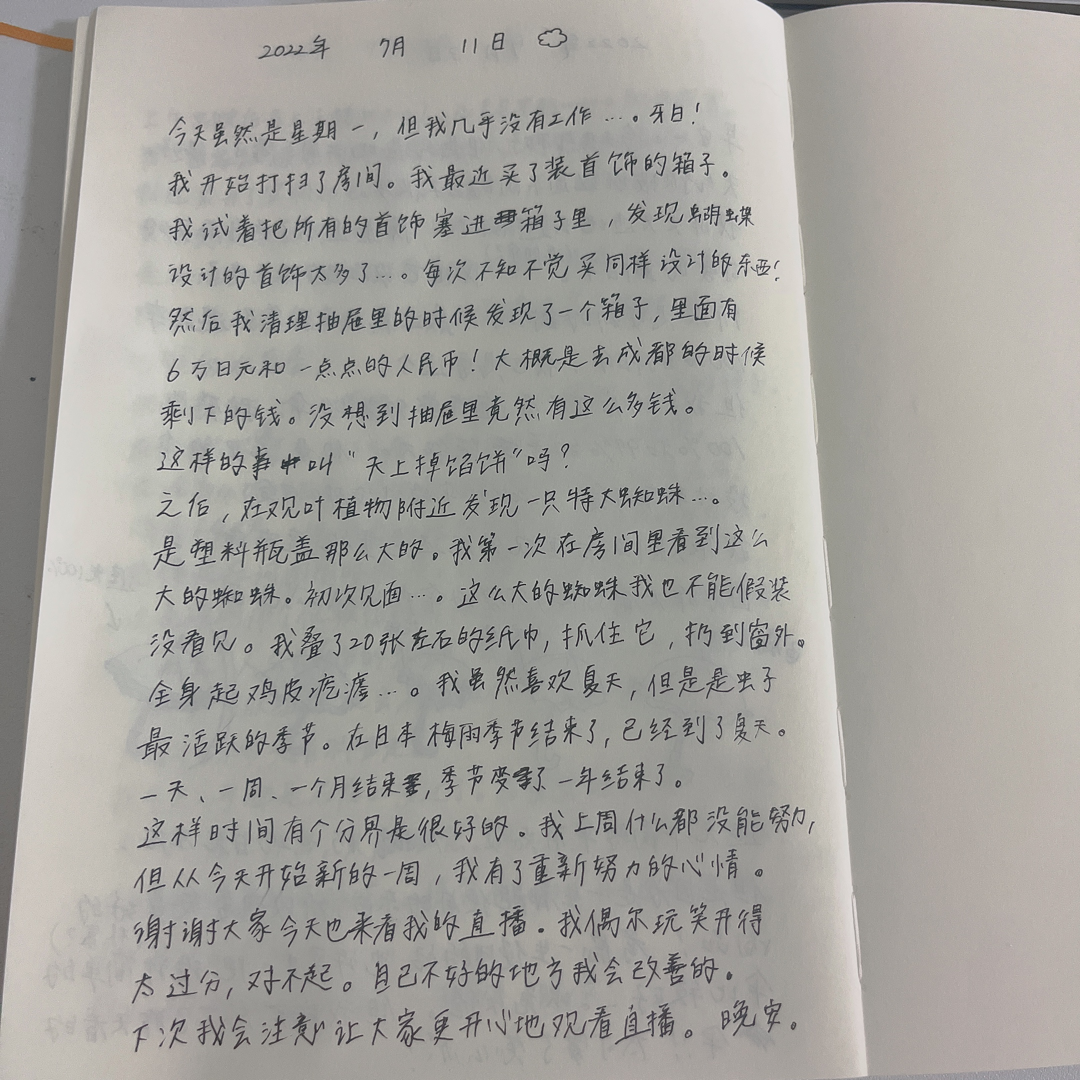 2022年 7月 11日
今天虽然是星期一，但我几乎没有工作…。牙白！
我开始打扫了房间。我最近买了装首饰的箱子。
我试着把所有的首饰塞进箱子里，发现蝴蝶
设计的首饰太多了…。每次不知不觉买同样设计的东西！
然后我清理抽屉里的时候发现了一个箱子，里面有
6万日元和一点点的人民币！大概是去成都的时候
剩下的钱。没想到抽屉里竟然有这么多钱。
这样的事叫“天上掉馅饼”吗？
之后，在观叶植物附近发现一只特大蜘蛛…。
是塑料瓶盖那么大的。我第一次在房间里看到这么
大的蜘蛛。初次见面…。这么大的蜘蛛我也不能假装
没看见。我叠了20张左右的纸巾，抓住它，扔到窗外。
全身起鸡皮疙瘩…。我虽然喜欢夏天，但是是虫子
最活跃的季节。在日本梅雨季节结束了，已经到了夏天。
一天、一周、一个月结束，季节变了一年结束了。
这样时间有个分界是很好的。我上周什么都没能努力，
但从今天开始新的一周，我有了重新努力的心情。
谢谢大家今天也来看我的直播。我偶尔玩笑开得
太过分，对不起。自己不好的地方我会改善的。
下次我会注意让大家更开心地观看直播。晚安。